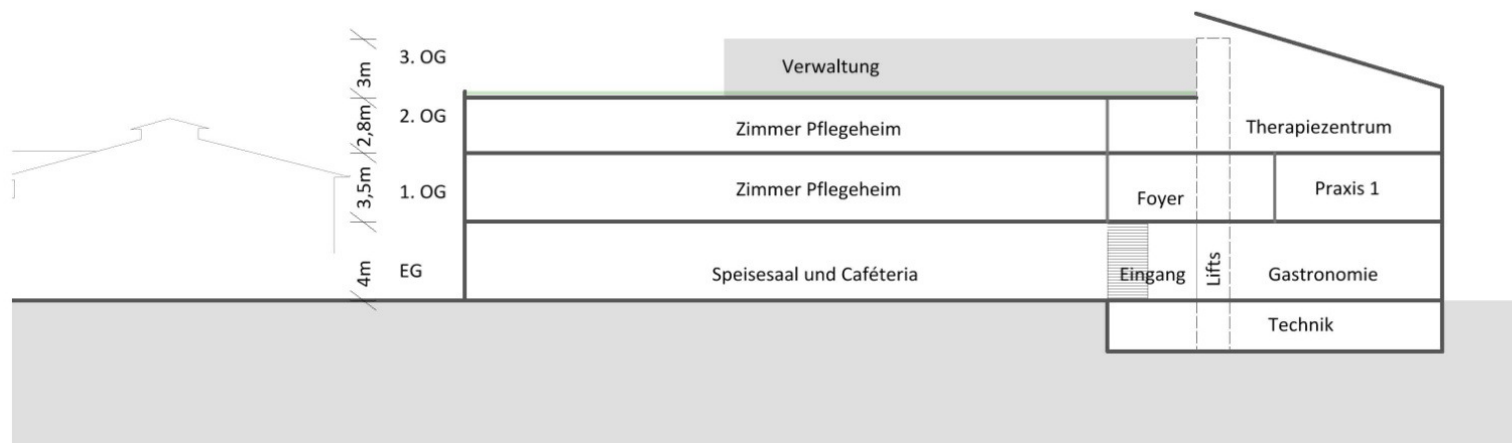 3m
3. OG
Verwaltung
2,8m
2. OG
Zimmer Pflegeheim
Therapiezentrum
3,5m
1. OG
Zimmer Pflegeheim
Foyer
Praxis 1
4m
EG
Speisesaal und Caféteria
Eingang
Lifts
Gastronomie
Technik